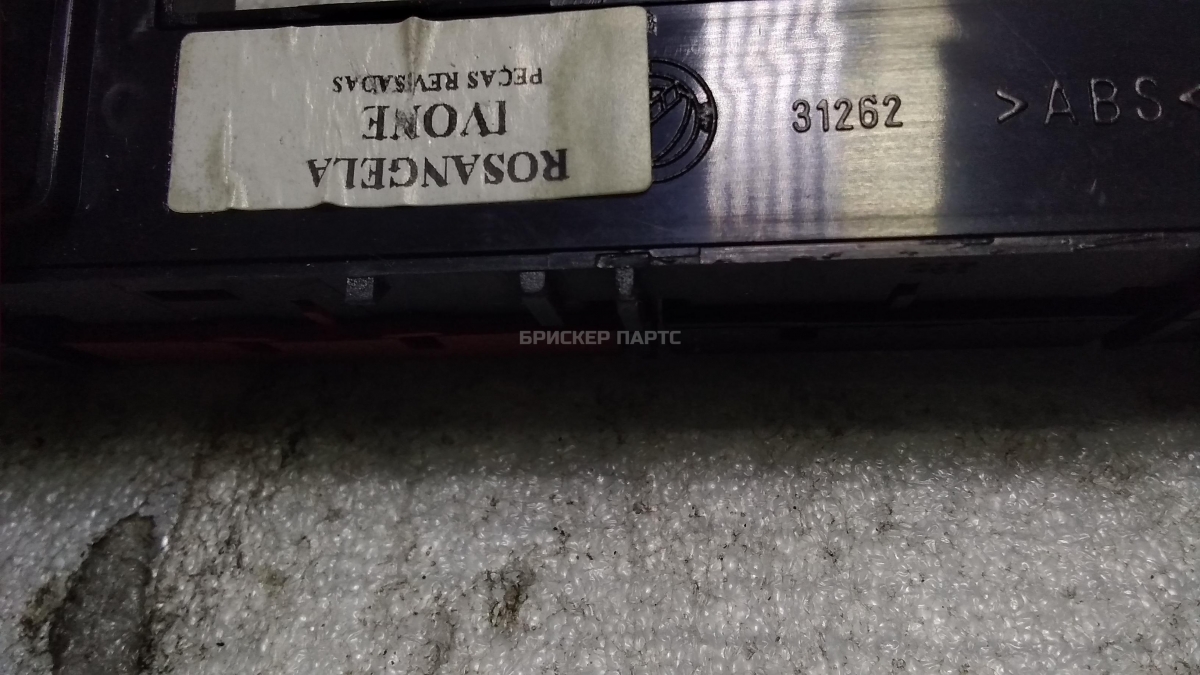 ROSANGELA
IVONE
PEÇAS REVISADAS
31262
>ABS<
БРИСКЕР ПАРТС